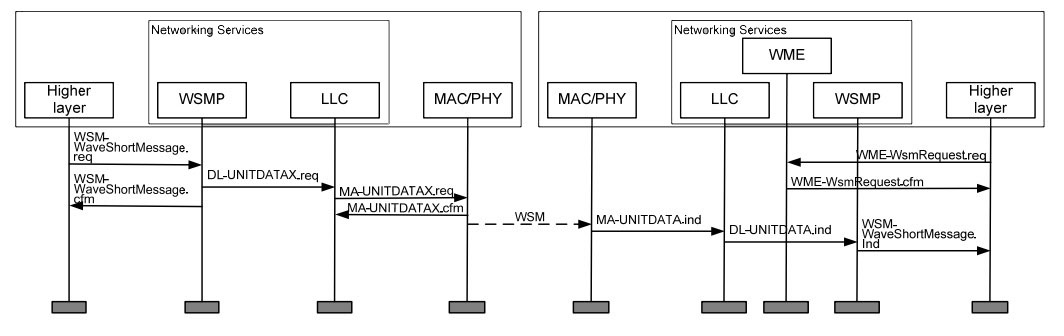 Networking Services
Networking Services
WME
Higher
layer
WSMP
LLC
MAC/PHY
MAC/PHY
LLC
WSMP
Higher
layer
WSM-
WaveShortMessage.
req
WME-WsmRequest.req
DL-UNITDATAX.req
WSM-
WaveShortMessage.
cfm
WME-WsmRequest.cfm
MA-UNITDATAX.req
MA-UNITDATAX.cfm
WSM
MA-UNITDATA.ind
DL-UNITDATA.ind
WSM-
WaveShortMessage.
Ind